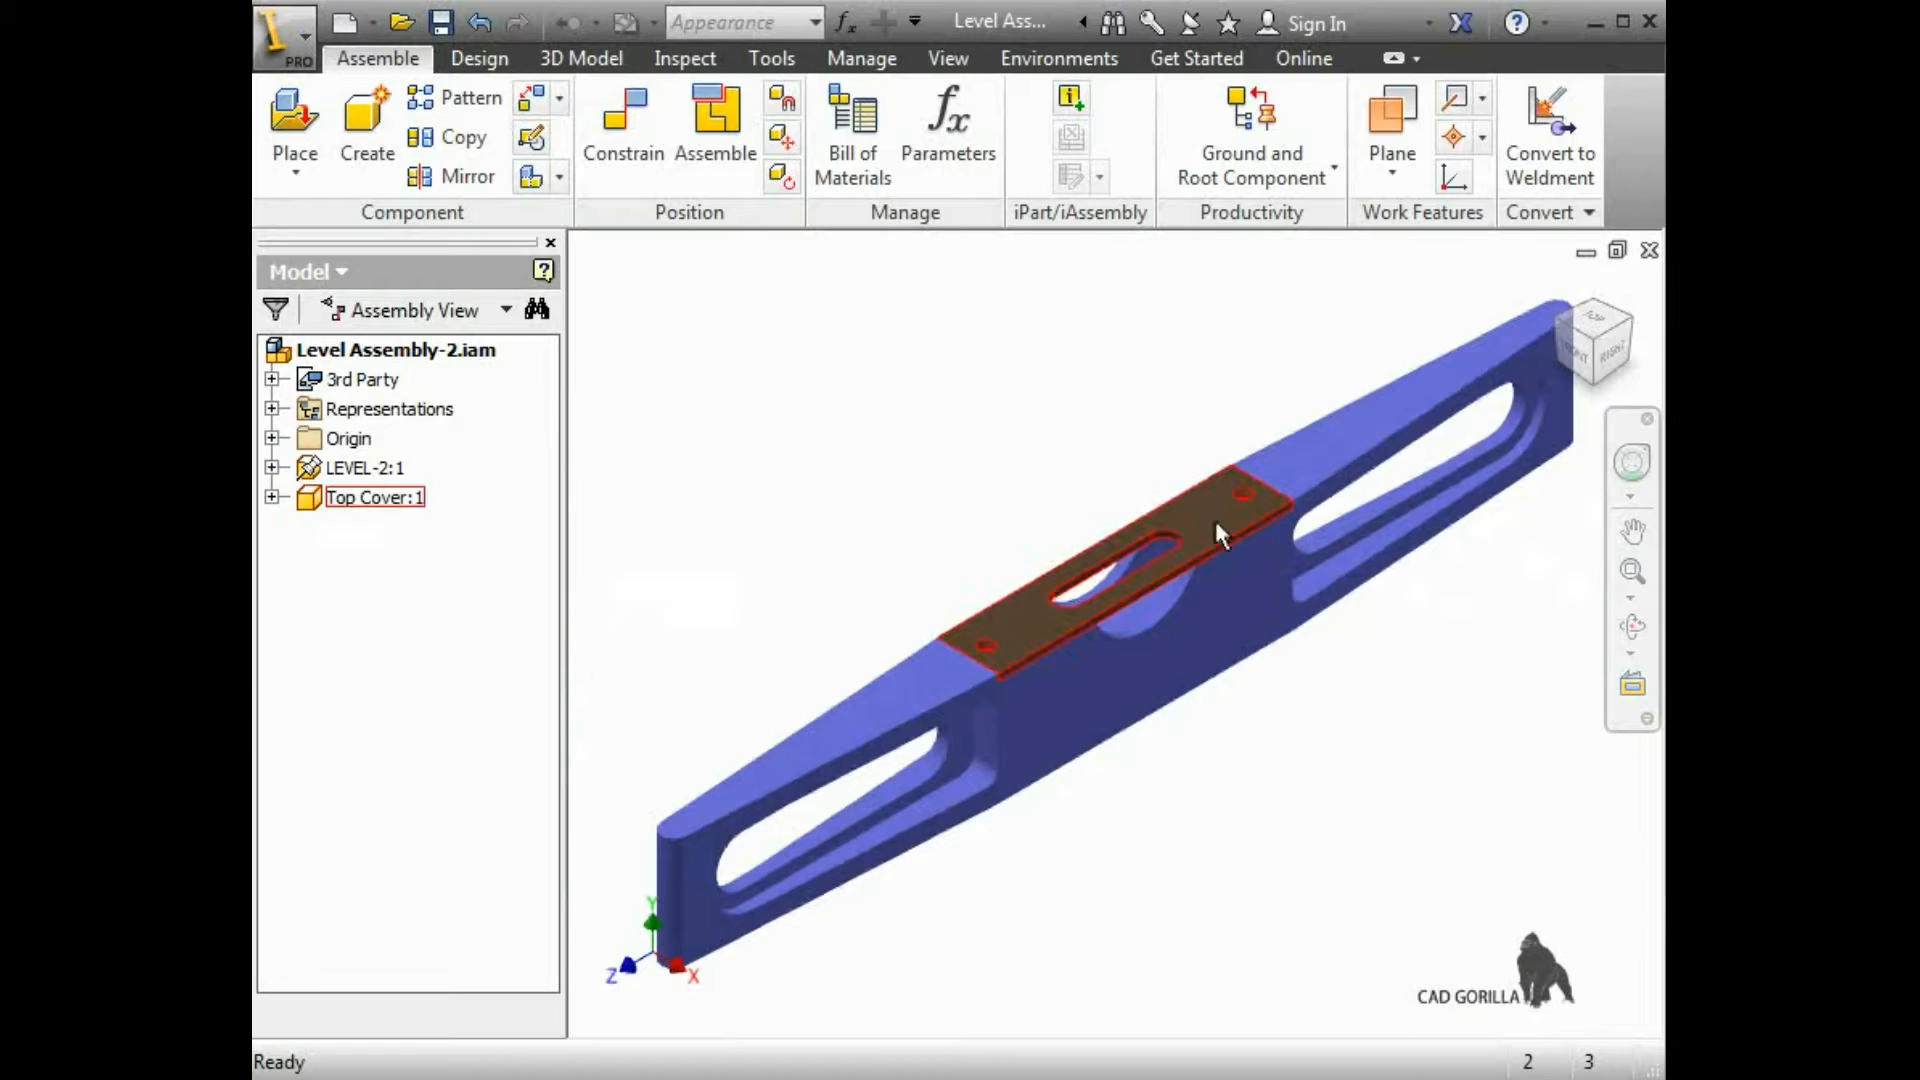 PRO
Appearance
Level Ass...
Sign In
Assemble
Design
3D Model
Inspect
Tools
Manage
View
Environments
Get Started
Online
Place
Create
Pattern
Copy
Mirror
Component
Constrain
Assemble
Position
Bill of
Materials
Parameters
Manage
iPart/iAssembly
Ground and
Root Component
Productivity
Plane
Work Features
Convert to
Weldment
Convert
Model
Assembly View
Level Assembly-2.iam
3rd Party
Representations
Origin
LEVEL-2:1
Top Cover:1
TOP
FRONT
RIGHT
Y
Z
X
CAD GORILLA
Ready
2
3